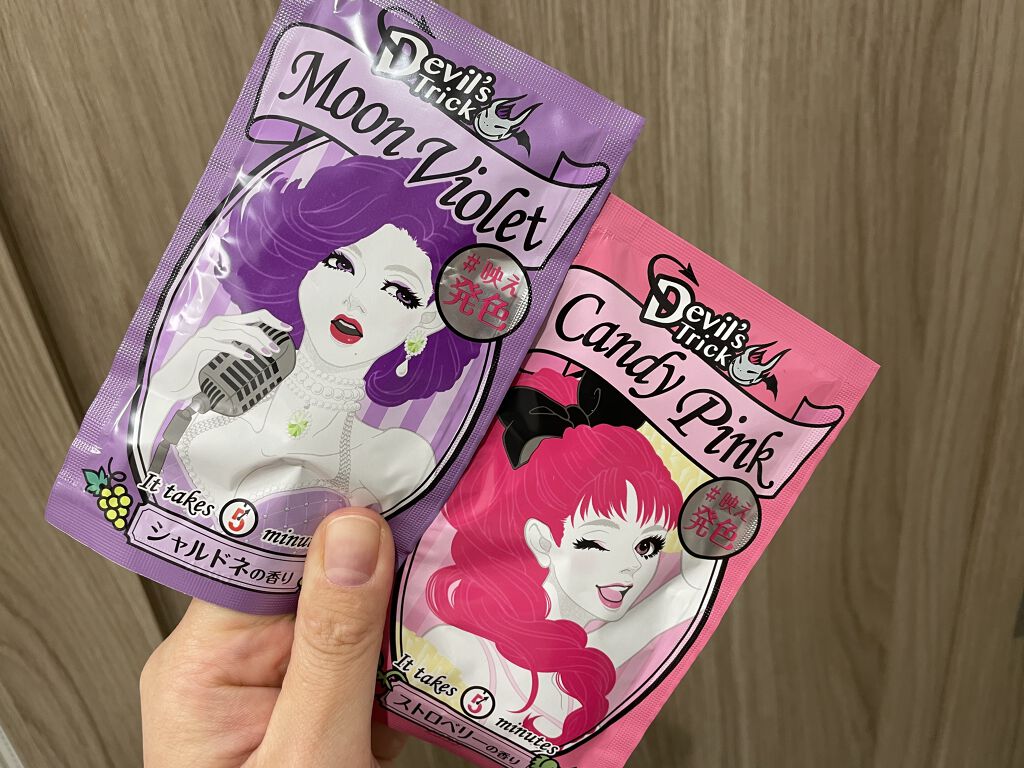 Devil's
Trick
Moon Violet
#映え
発色
It takes 5 minutes
シャルドネの香り
Devil's
Trick
Candy Pink
#映え
発色
It takes 5 minutes
ストロベリーの香り